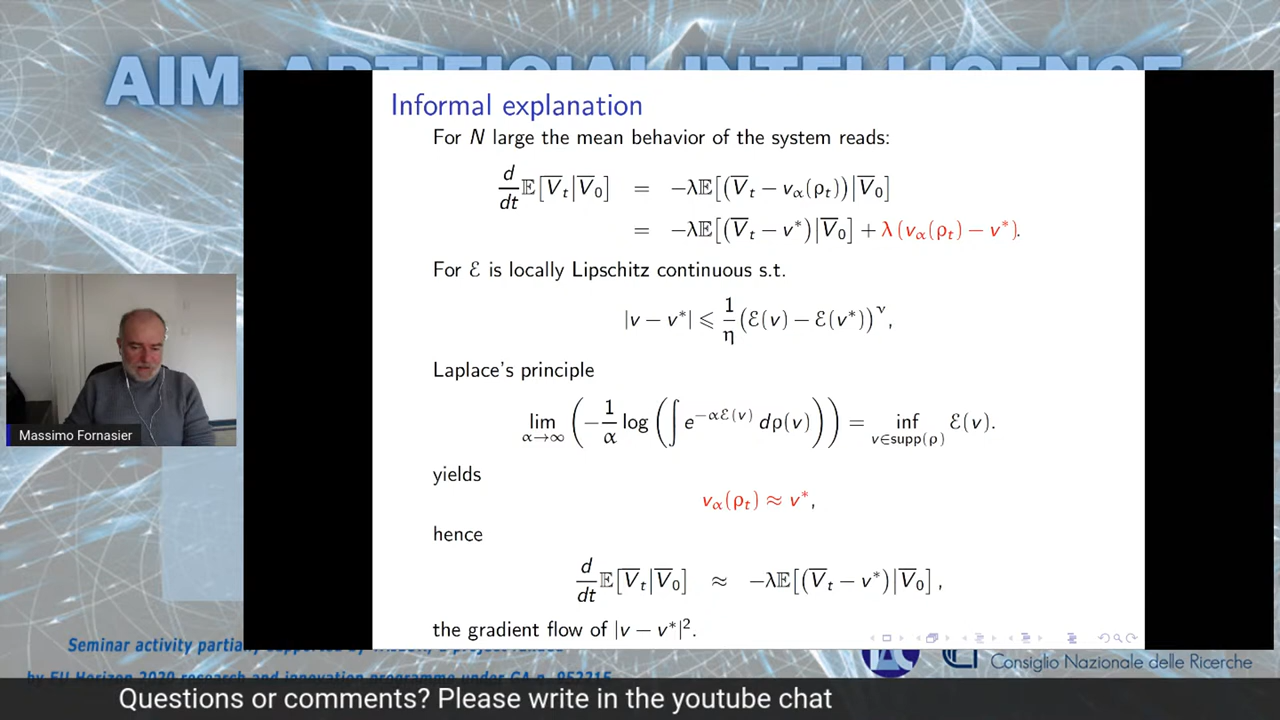 AIM ARTIFICIAL INTELLIGENCE
Informal explanation
For N large the mean behavior of the system reads:
d/dt 𝔼[V̅_t|V̅_0] = −λ𝔼[(V̅_t − v_α(ρ_t))|V̅_0]
= −λ𝔼[(V̅_t − v*)|V̅_0] + λ(v_α(ρ_t) − v*).
For ℰ is locally Lipschitz continuous s.t.
|v − v*| ⩽ 1/η (ℰ(v) − ℰ(v*))^ν,
Laplace's principle
lim_{α→∞} (−1/α log (∫ e^{−αℰ(v)} dρ(v))) = inf_{v∈supp(ρ)} ℰ(v).
yields
v_α(ρ_t) ≈ v*,
hence
d/dt 𝔼[V̅_t|V̅_0] ≈ −λ𝔼[(V̅_t − v*)|V̅_0],
the gradient flow of |v − v*|².
Massimo Fornasier
Seminar activity
Consiglio Nazionale delle Ricerche
Questions or comments? Please write in the youtube chat